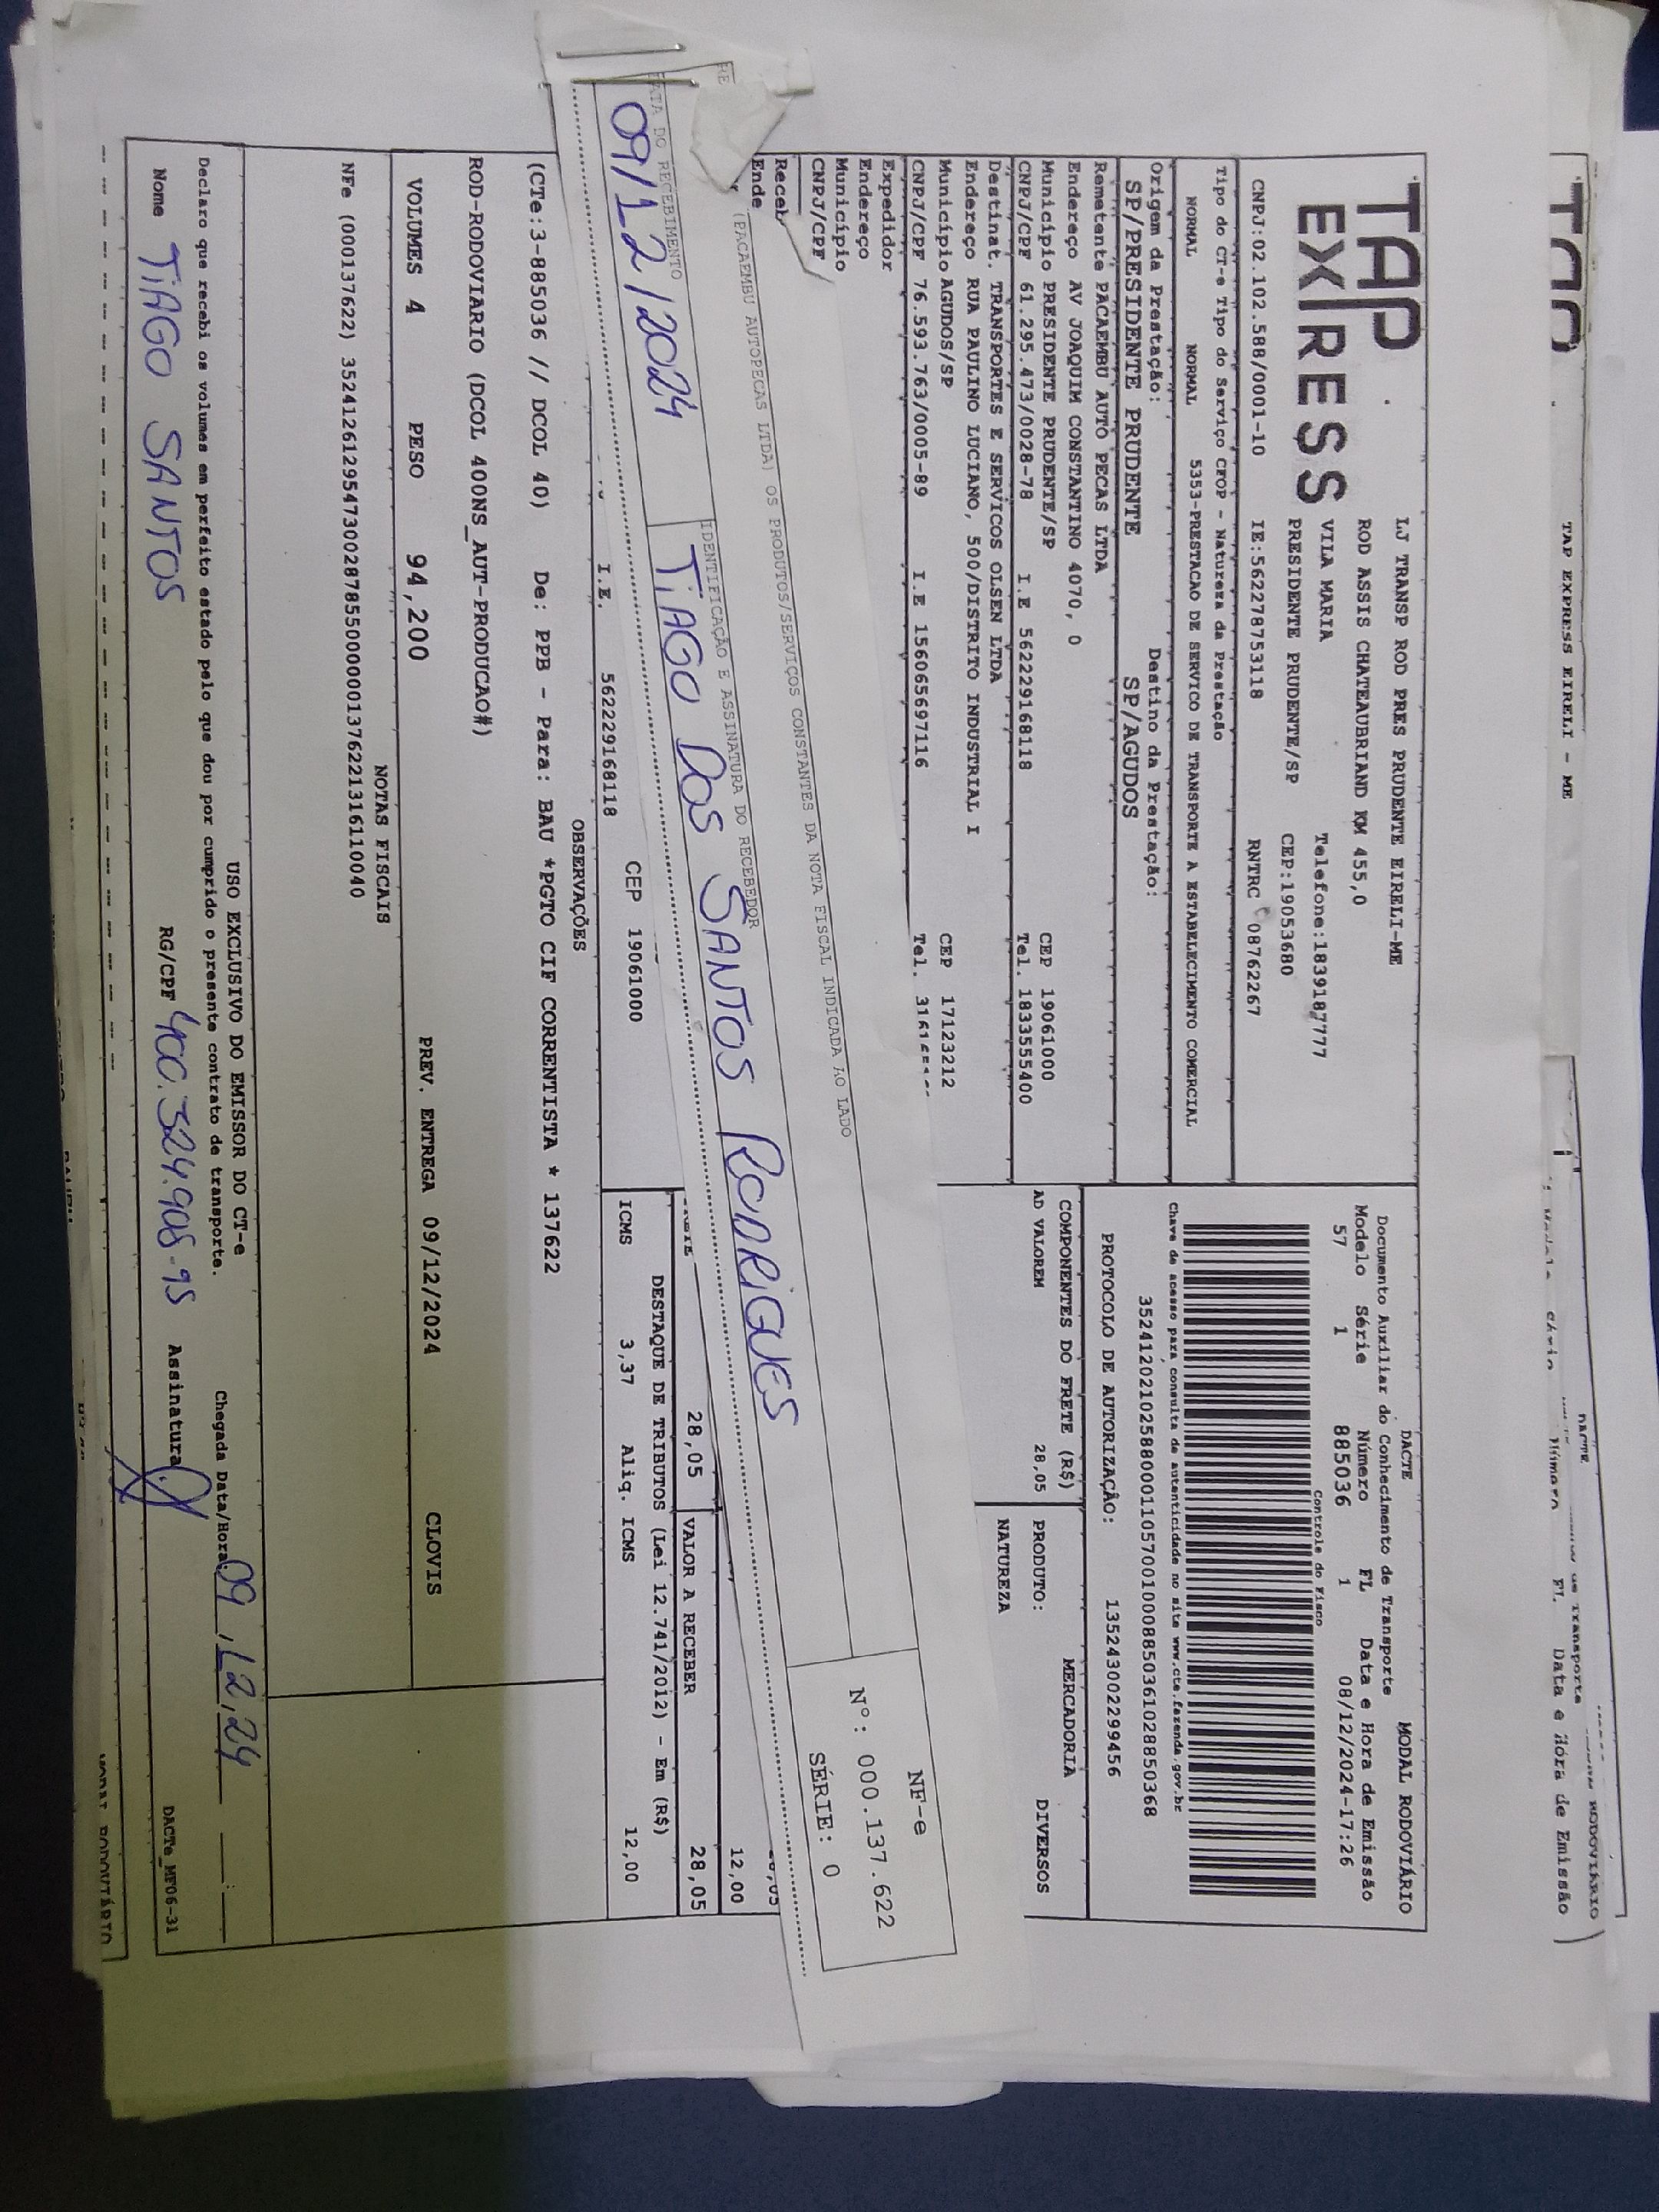 TAP EXPRESS EIRELI - ME
DACTE
Data e Hora de Emissão
TAP
EXPRESS
LJ TRANSP ROD PRES PRUDENTE EIRELI-ME
ROD ASSIS CHATEAUBRIAND KM 455,0
VILA MARIA Telefone:1839187777
PRESIDENTE PRUDENTE/SP CEP:19053680
CNPJ:02.102.588/0001-10 IE:562278753118 RNTRC 08762267
DACTE MODAL RODOVIÁRIO
Documento Auxiliar do Conhecimento de Transporte
Modelo Série Número FL Data e Hora de Emissão
57 1 885036 1 08/12/2024-17:26
Controle do Fisco
Chave de acesso para consulta de autenticidade no site www.cte.fazenda.gov.br
35241202102588000110570010008850361028850368
PROTOCOLO DE AUTORIZAÇÃO: 135243002299456
Tipo do CT-e Tipo do Serviço CFOP - Natureza da Prestação
NORMAL NORMAL 5353-PRESTACAO DE SERVICO DE TRANSPORTE A ESTABELECIMENTO COMERCIAL
Origem da Prestação: Destino da Prestação:
SP/PRESIDENTE PRUDENTE SP/AGUDOS
Remetente PACAEMBU AUTO PECAS LTDA
Endereço AV JOAQUIM CONSTANTINO 4070, 0
Município PRESIDENTE PRUDENTE/SP CEP 19061000
CNPJ/CPF 61.295.473/0028-78 I.E 562229168118 Tel. 1833555400
Destinat. TRANSPORTES E SERVICOS OLSEN LTDA
Endereço RUA PAULINO LUCIANO, 500/DISTRITO INDUSTRIAL I
Município AGUDOS/SP CEP 17123212
CNPJ/CPF 76.593.763/0005-89 I.E 156065697116 Tel.
Expedidor
Endereço
Município
CNPJ/CPF
Receb
Ende
COMPONENTES DO FRETE (R$) MERCADORIA
AD VALOREM 28,05 PRODUTO: DIVERSOS
NATUREZA
(PACAEMBU AUTOPECAS LTDA) OS PRODUTOS/SERVIÇOS CONSTANTES DA NOTA FISCAL INDICADA AO LADO
DATA DO RECEBIMENTO IDENTIFICAÇÃO E ASSINATURA DO RECEBEDOR
09/12/2024 TIAGO DOS SANTOS RODRIGUES
NF-e
Nº: 000.137.622
SÉRIE: 0
12,00
28,05 VALOR A RECEBER 28,05
DESTAQUE DE TRIBUTOS (Lei 12.741/2012) - Em (R$)
ICMS 3,37 Aliq. ICMS 12,00
CEP 19061000
I.E. 562229168118
OBSERVAÇÕES
(CTe:3-885036 // DCOL 40) De: PPB - Para: BAU *PGTO CIF CORRENTISTA * 137622
ROD-RODOVIARIO (DCOL 400NS_AUT-PRODUCAO#)
VOLUMES 4 PESO 94,200 PREV. ENTREGA 09/12/2024 CLOVIS
NOTAS FISCAIS
NFe (000137622) 35241261295473002878550000001376221316110040
USO EXCLUSIVO DO EMISSOR DO CT-e
Declaro que recebi os volumes em perfeito estado pelo que dou por cumprido o presente contrato de transporte. Chegada Data/Hora: 09,12,24
Nome TIAGO SANTOS RG/CPF 400.324.908-95 Assinatura
DACTe_MF06-31